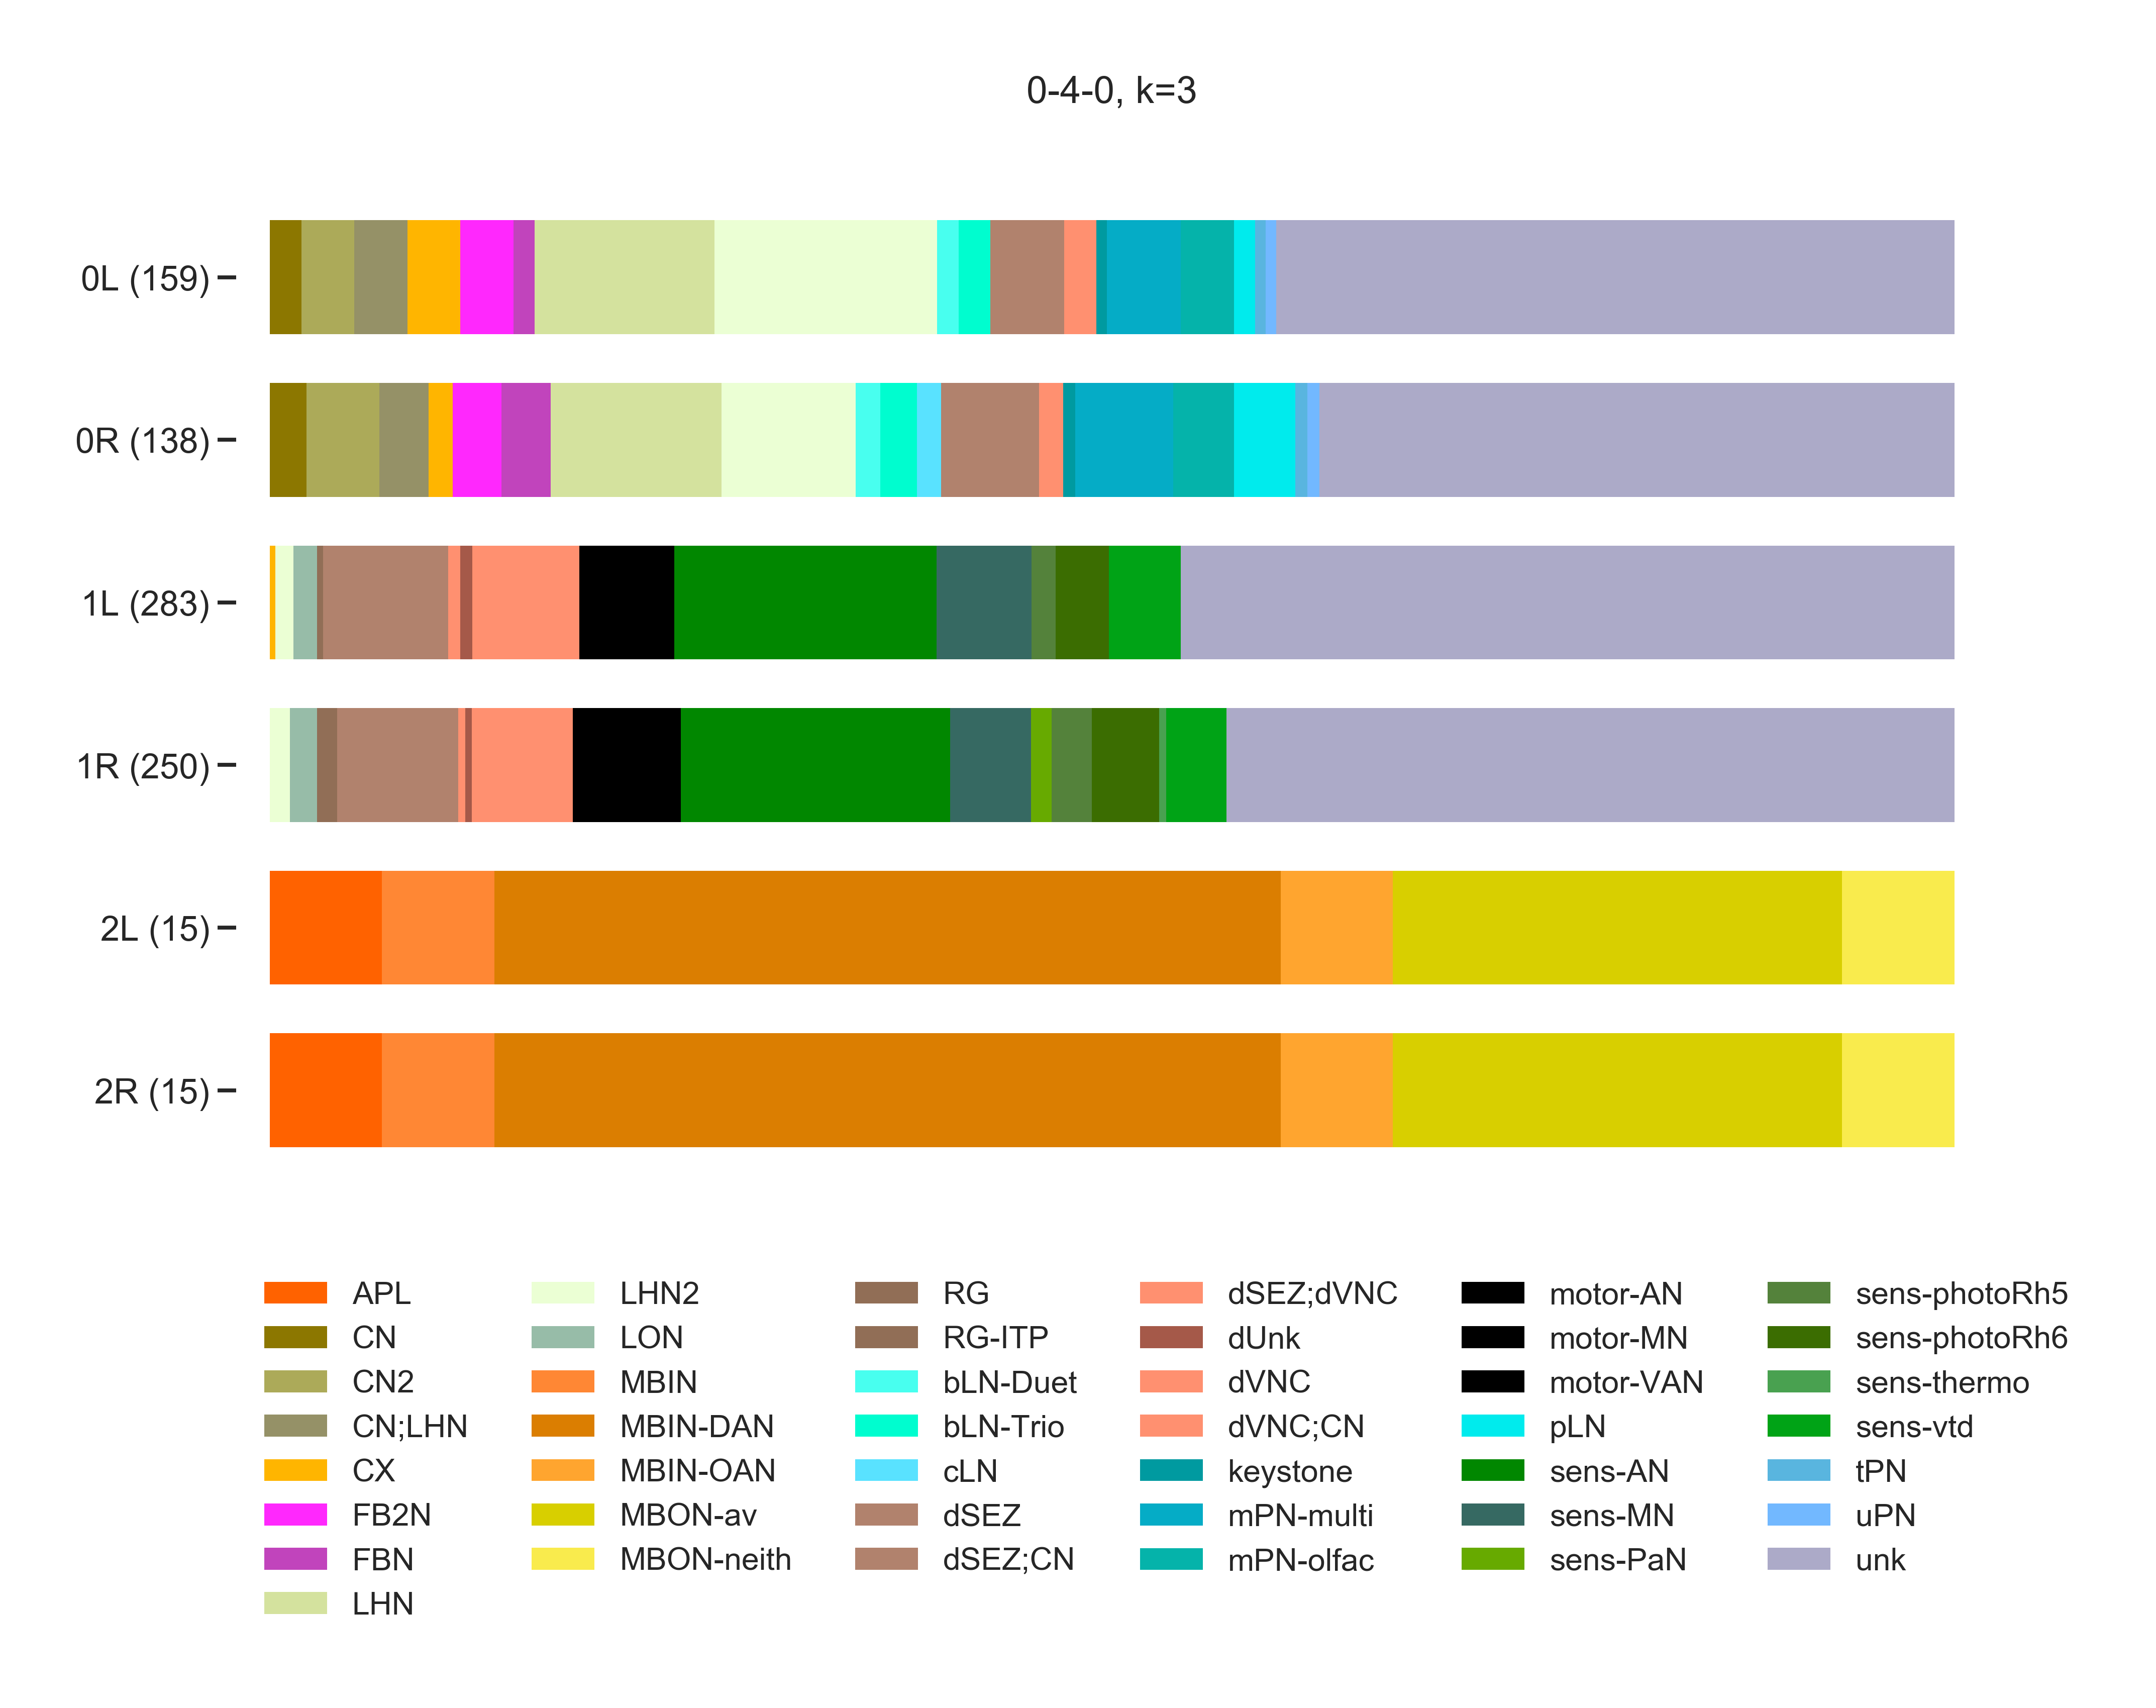 0-4-0, k=3
0L (159)
0R (138)
1L (283)
1R (250)
2L (15)
2R (15)
APL
CN
CN2
CN;LHN
CX
FB2N
FBN
LHN
LHN2
LON
MBIN
MBIN-DAN
MBIN-OAN
MBON-av
MBON-neith
RG
RG-ITP
bLN-Duet
bLN-Trio
cLN
dSEZ
dSEZ;CN
dSEZ;dVNC
dUnk
dVNC
dVNC;CN
keystone
mPN-multi
mPN-olfac
motor-AN
motor-MN
motor-VAN
pLN
sens-AN
sens-MN
sens-PaN
sens-photoRh5
sens-photoRh6
sens-thermo
sens-vtd
tPN
uPN
unk